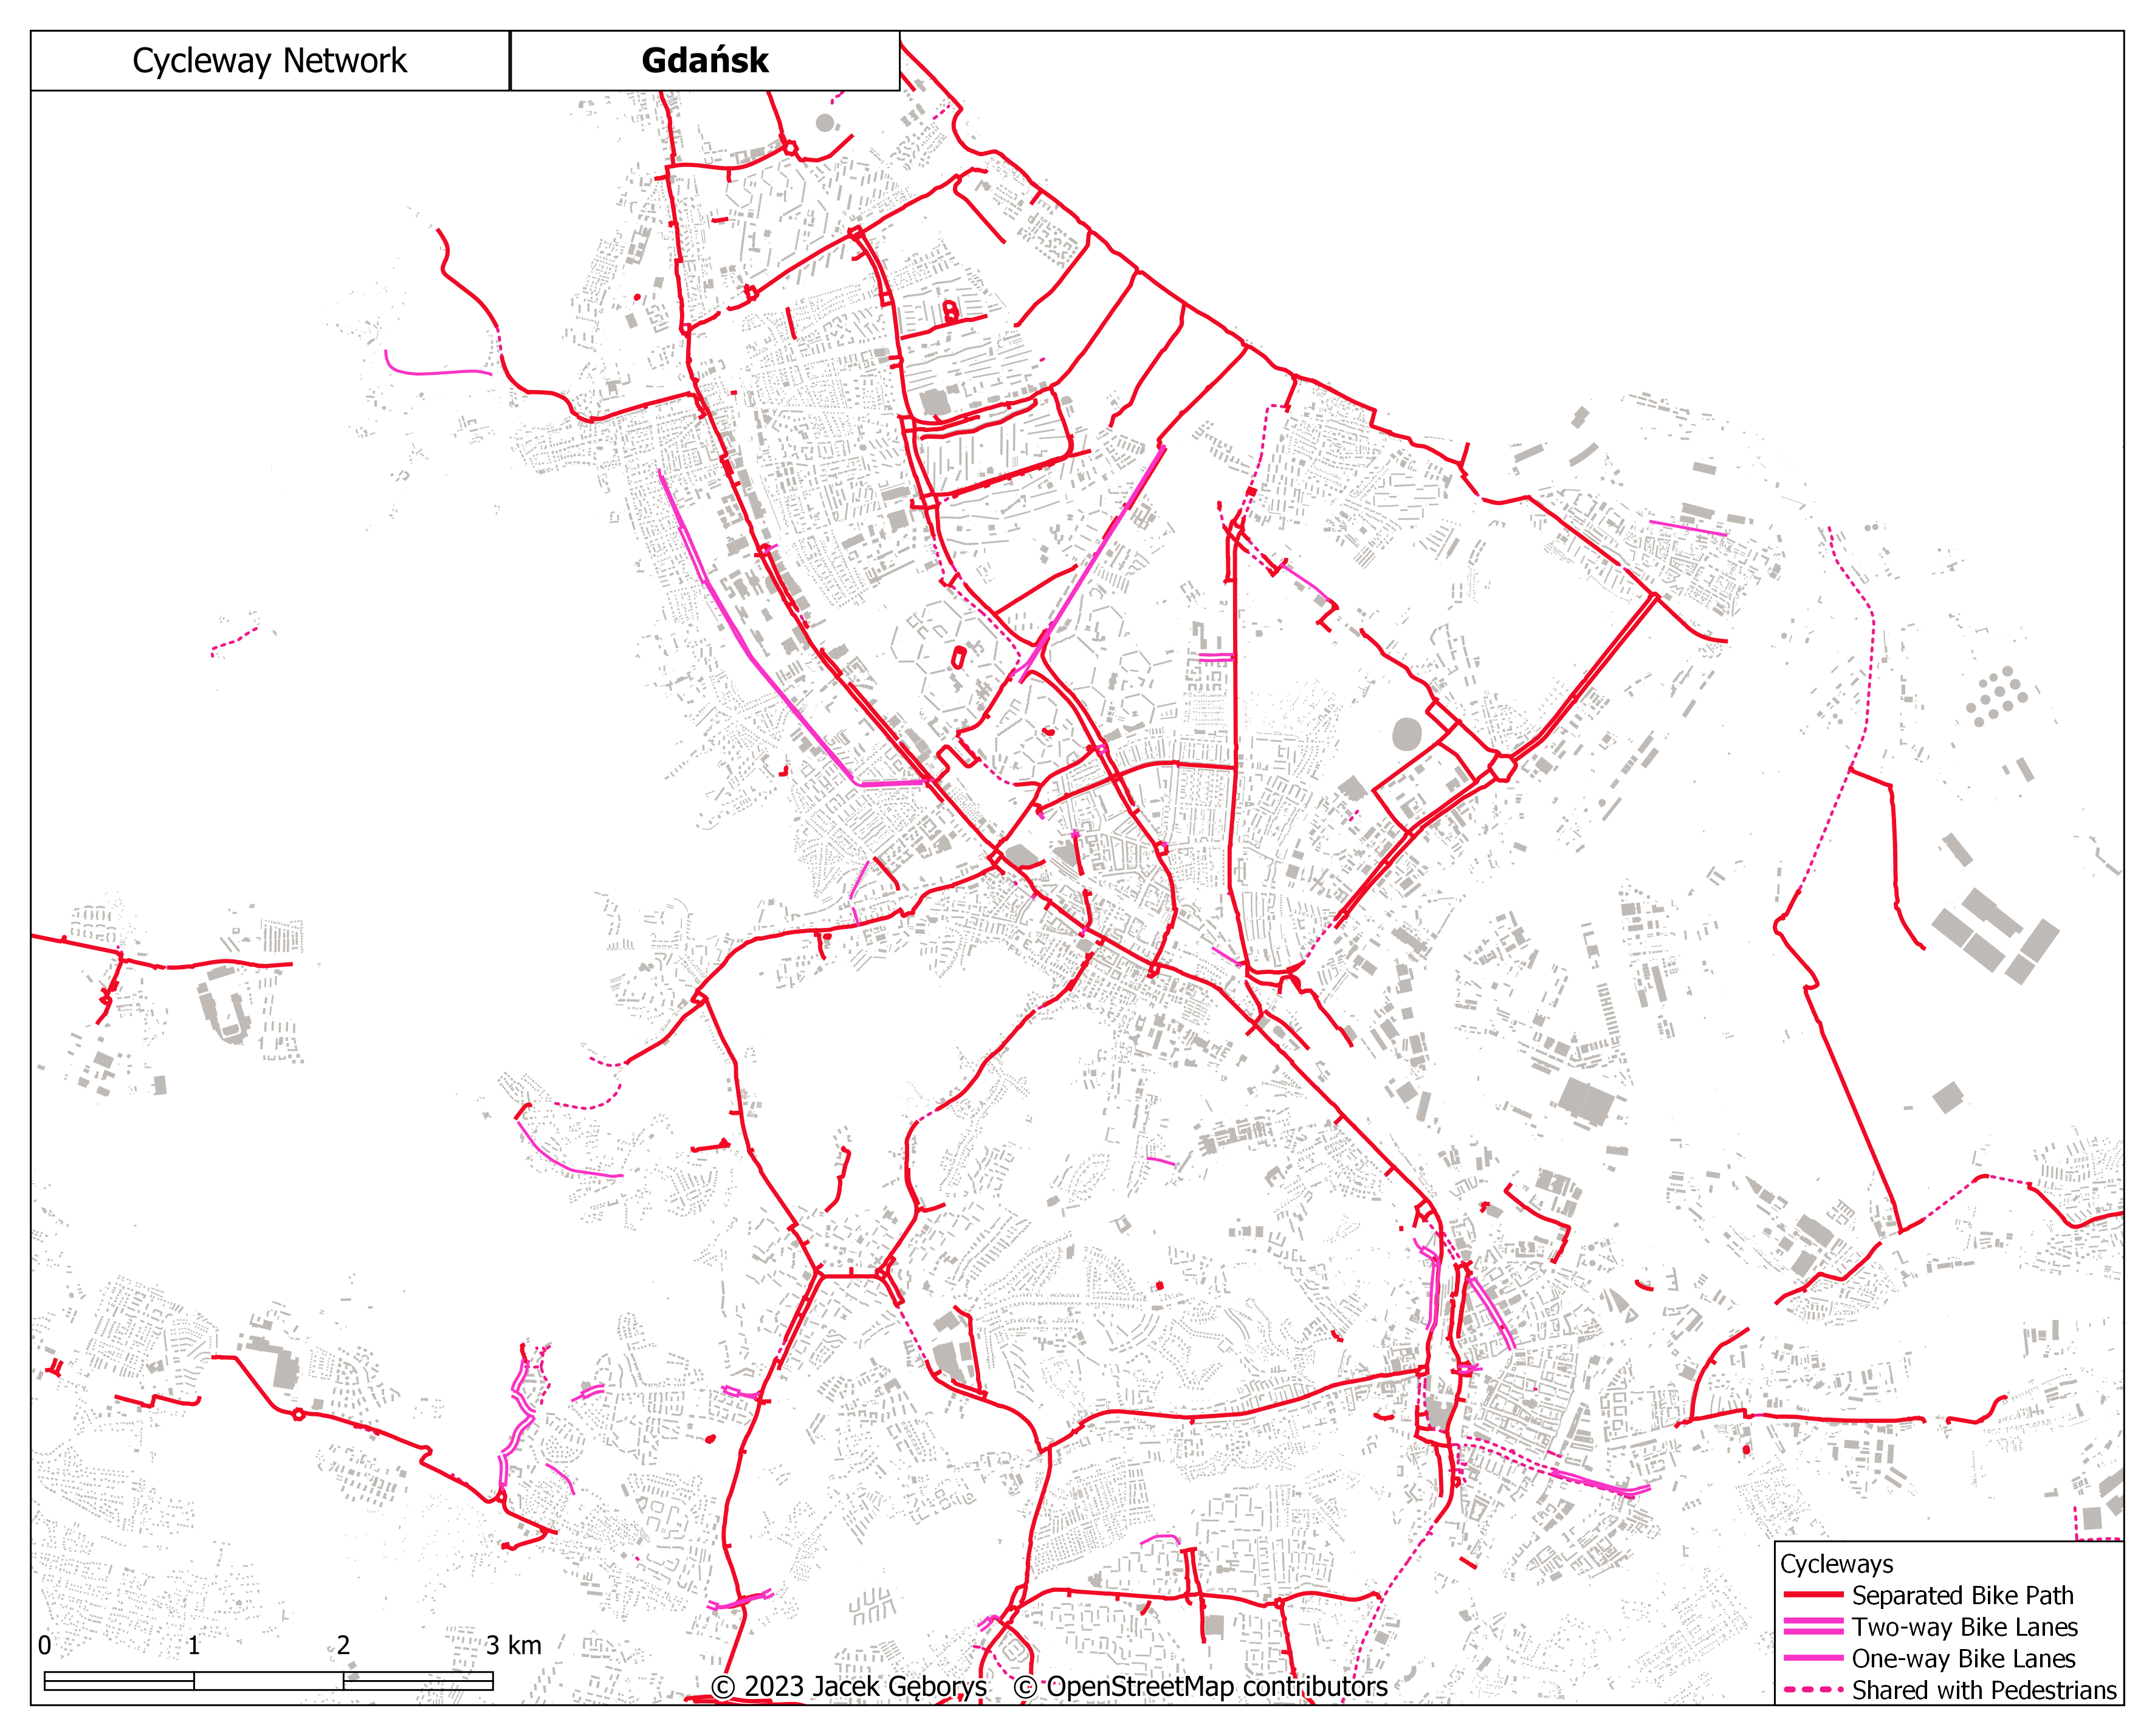 Cycleway Network
Gdańsk
Cycleways
Separated Bike Path
Two-way Bike Lanes
One-way Bike Lanes
Shared with Pedestrians
0 1 2 3 km
© 2023 Jacek Gęborys © OpenStreetMap contributors